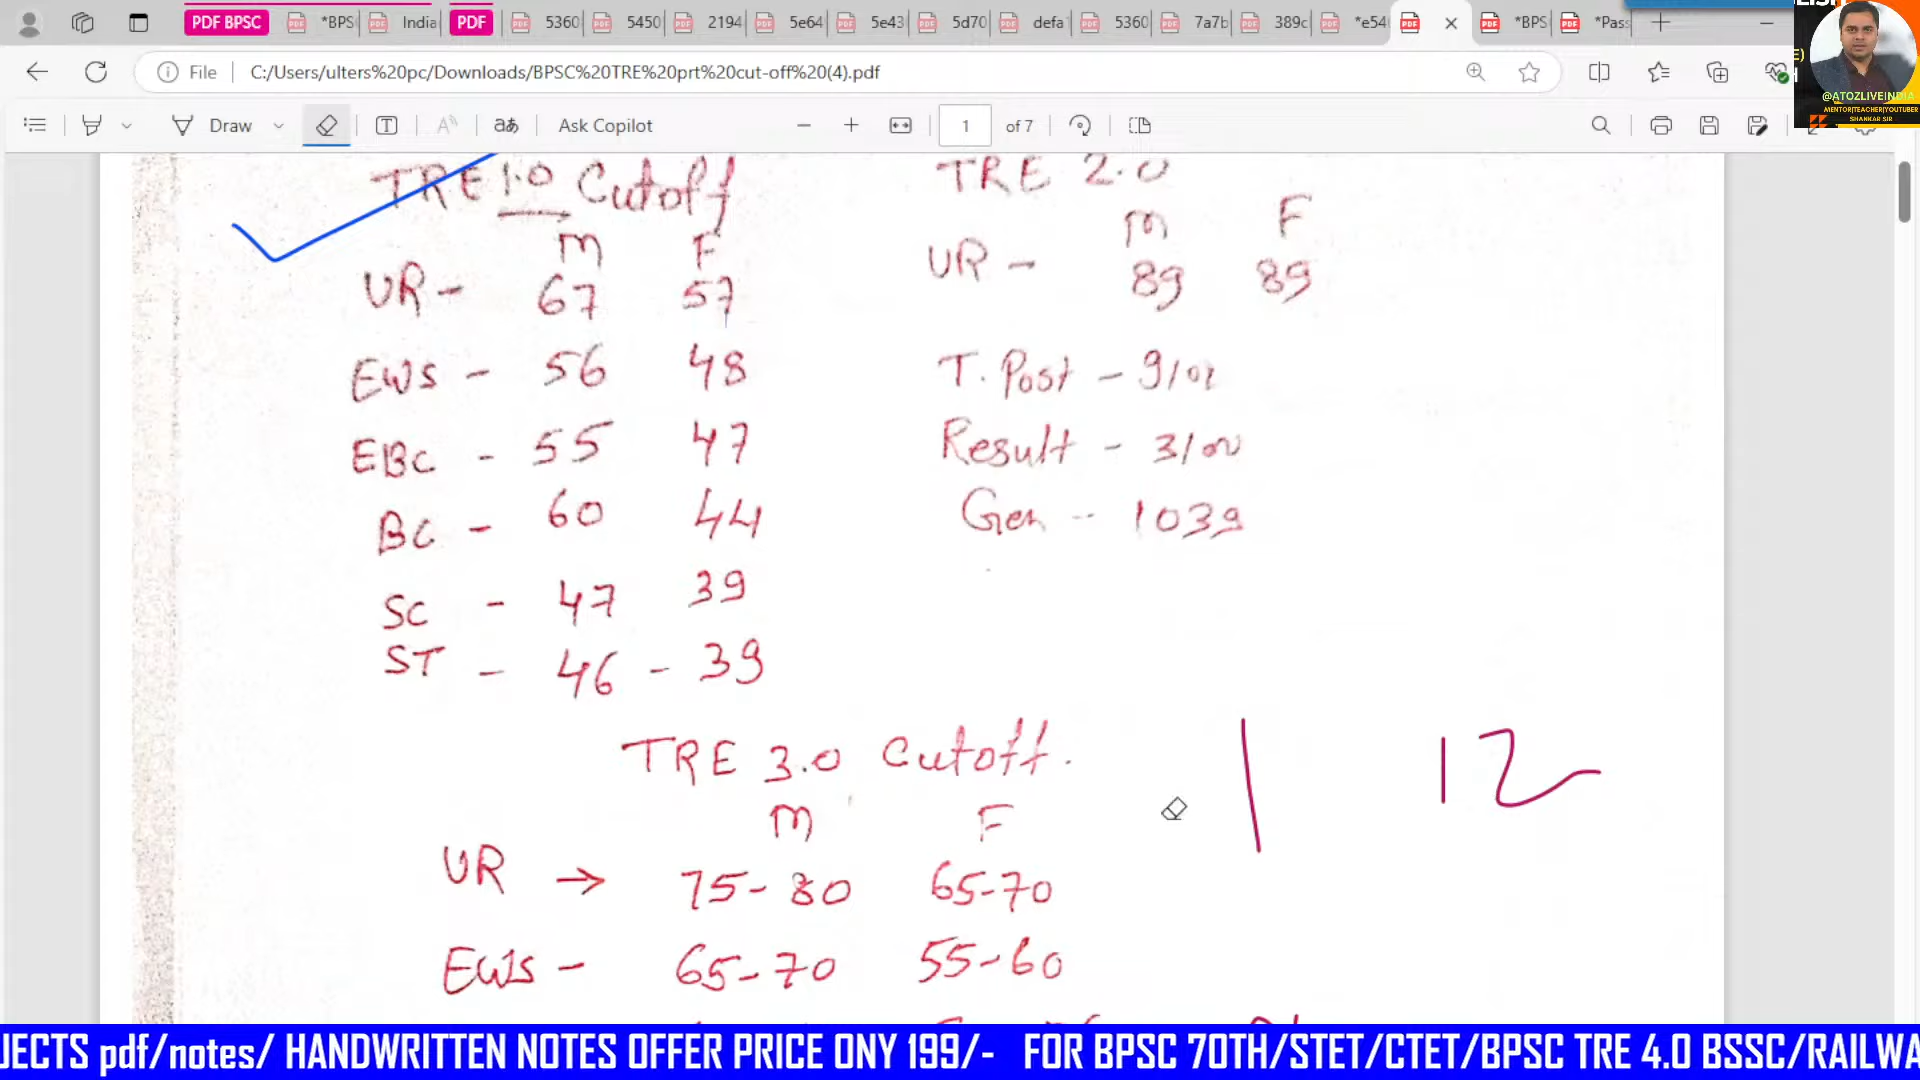 PDF BPSC
*BPS
India
PDF
5360
5450
2194
5e64
5e43
5d70
defa
5360
7a7b
389c
*e54
*BPS
*Pas
File
C:/Users/ulters%20pc/Downloads/BPSC%20TRE%20prt%20cut-off%20(4).pdf
@ATOZLIVEINDIA
MENTOR|TEACHER|YOUTUBER
SHANKAR SIR
Draw
Ask Copilot
1 of 7
TRE 1.0 Cutoff
M F
UR - 67 57
EWS - 56 48
EBC - 55 47
BC - 60 44
SC - 47 39
ST - 46 - 39
TRE 2.0
M F
UR - 89 89
T. Post -
Result -
Gen - 1039
TRE 3.0 Cutoff.
M F
UR → 75-80 65-70
EWS - 65-70 55-60
12
JECTS pdf/notes/ HANDWRITTEN NOTES OFFER PRICE ONY 199/- FOR BPSC 70TH/STET/CTET/BPSC TRE 4.0 BSSC/RAILWA